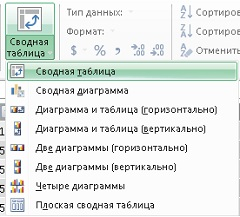 Сводная
таблица
Тип данных:
Формат:
$ % ,
Сортиров
Сортиров
Отменить
Сводная таблица
Сводная диаграмма
Диаграмма и таблица (горизонтально)
Диаграмма и таблица (вертикально)
Две диаграммы (горизонтально)
Две диаграммы (вертикально)
Четыре диаграммы
Плоская сводная таблица